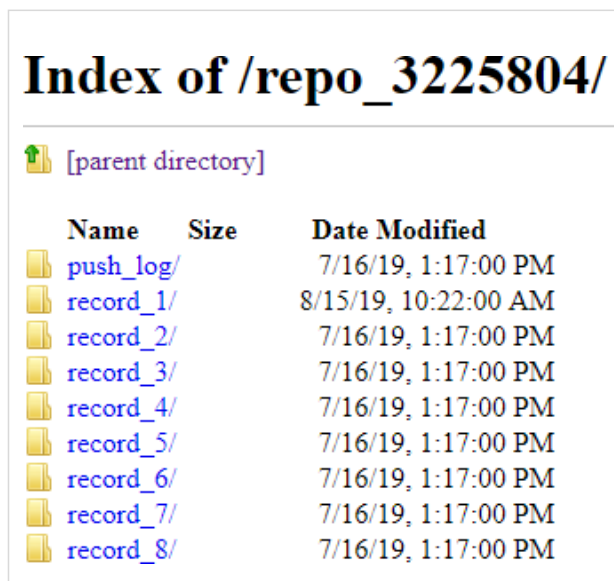 Index of /repo_3225804/
[parent directory]
Name Size Date Modified
push_log/ 7/16/19, 1:17:00 PM
record_1/ 8/15/19, 10:22:00 AM
record_2/ 7/16/19, 1:17:00 PM
record_3/ 7/16/19, 1:17:00 PM
record_4/ 7/16/19, 1:17:00 PM
record_5/ 7/16/19, 1:17:00 PM
record_6/ 7/16/19, 1:17:00 PM
record_7/ 7/16/19, 1:17:00 PM
record_8/ 7/16/19, 1:17:00 PM